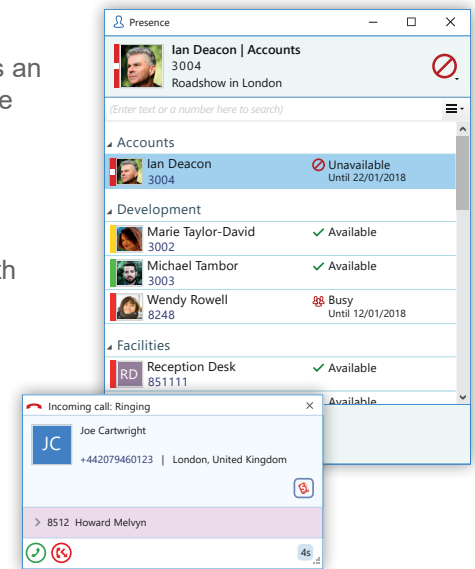 s an
e
th
Presence
Ian Deacon | Accounts
3004
Roadshow in London
(Enter text or a number here to search)
Accounts
Ian Deacon
Unavailable
3004
Until 22/01/2018
Development
Marie Taylor-David
Available
3002
Michael Tambor
Available
3003
Wendy Rowell
Busy
8248
Until 12/01/2018
Facilities
RD
Reception Desk
Available
851111
Available
Incoming call: Ringing
JC
Joe Cartwright
+442079460123 | London, United Kingdom
8512 Howard Melvyn
4s